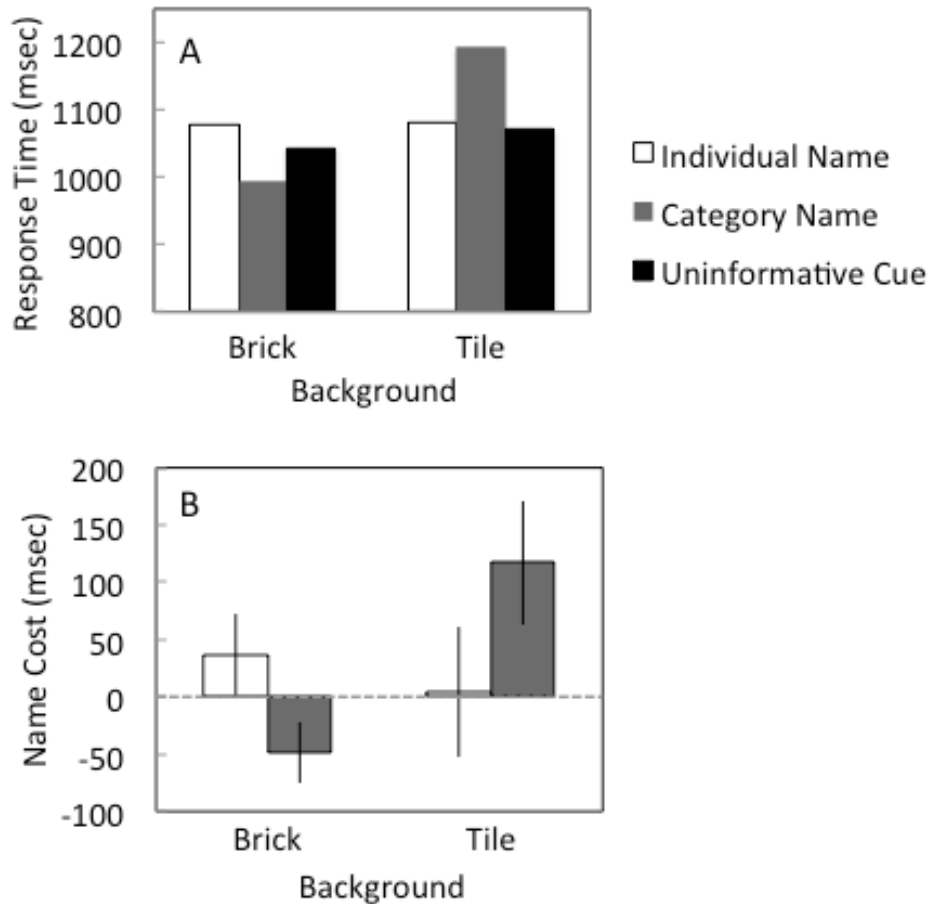 A
Response Time (msec)
1200
1100
1000
900
800
Brick
Tile
Background
Individual Name
Category Name
Uninformative Cue
B
Name Cost (msec)
200
150
100
50
0
-50
-100
Brick
Tile
Background